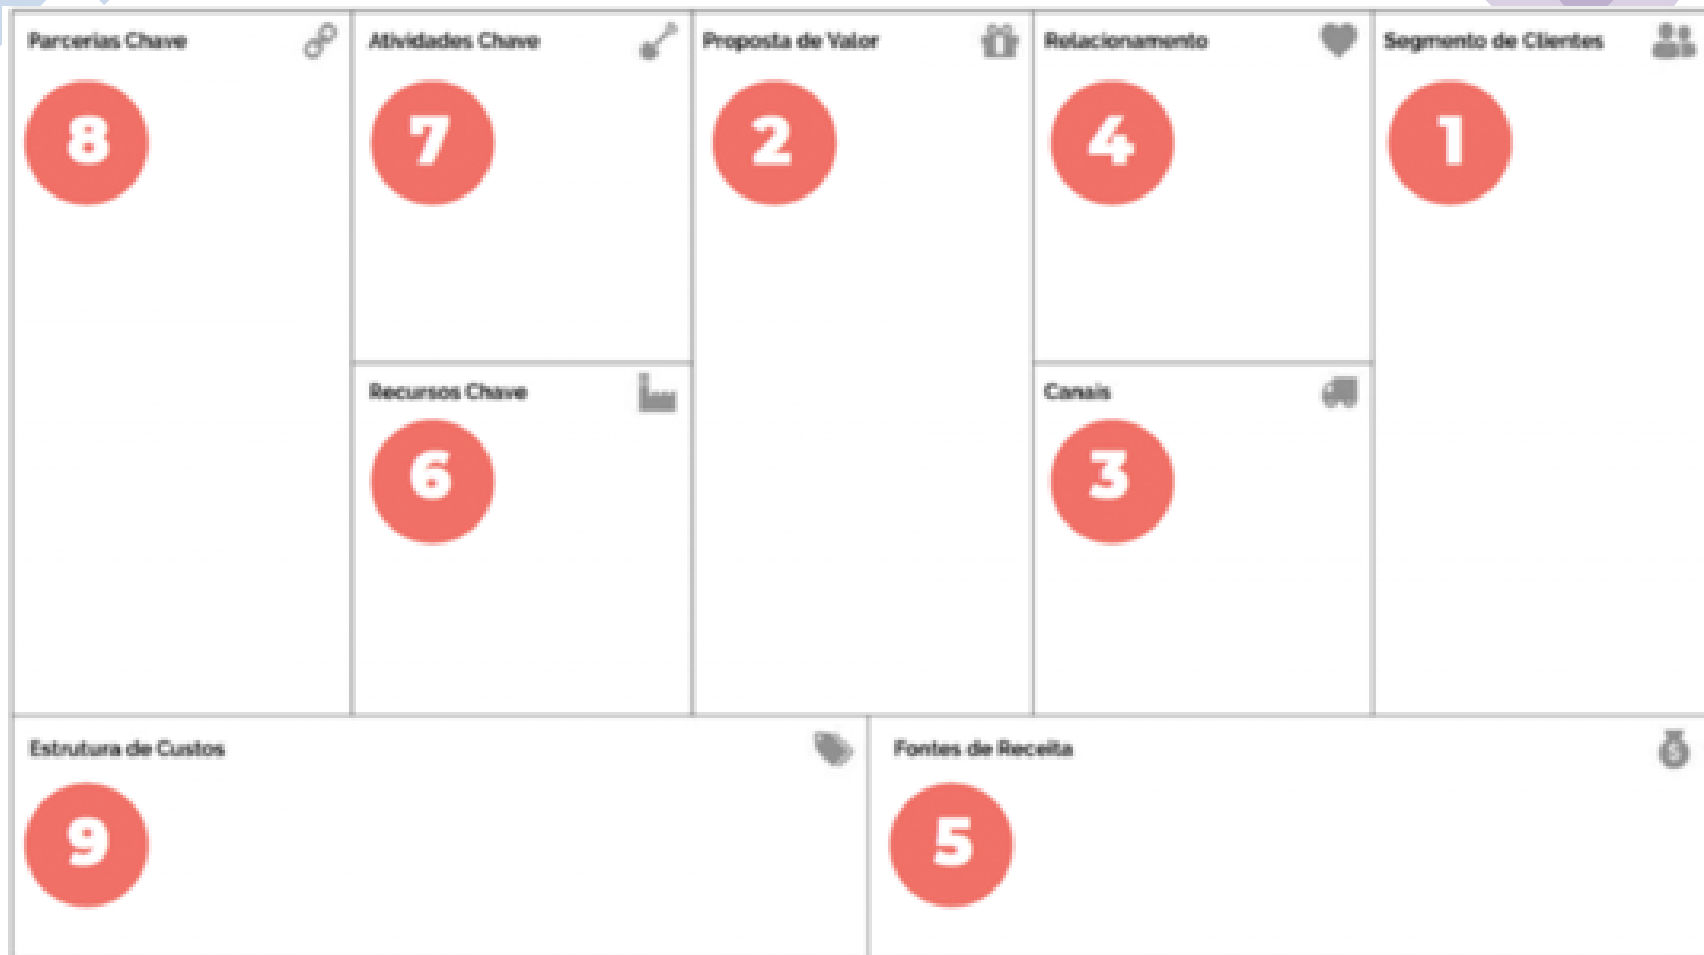 Parcerias Chave
8
Atividades Chave
7
Recursos Chave
6
Proposta de Valor
2
Relacionamento
4
Canais
3
Segmento de Clientes
1
Estrutura de Custos
9
Fontes de Receita
$
5